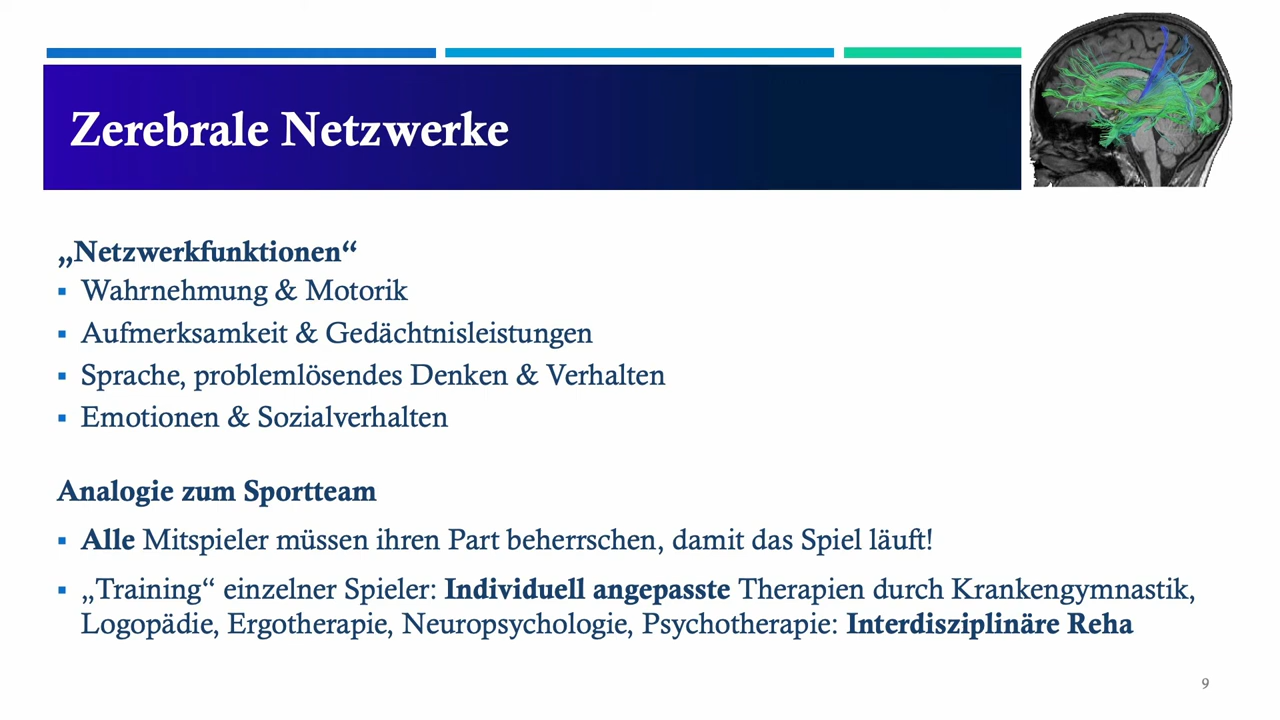 Zerebrale Netzwerke
„Netzwerkfunktionen“
▪ Wahrnehmung & Motorik
▪ Aufmerksamkeit & Gedächtnisleistungen
▪ Sprache, problemlösendes Denken & Verhalten
▪ Emotionen & Sozialverhalten
Analogie zum Sportteam
▪ Alle Mitspieler müssen ihren Part beherrschen, damit das Spiel läuft!
▪ „Training“ einzelner Spieler: Individuell angepasste Therapien durch Krankengymnastik,
Logopädie, Ergotherapie, Neuropsychologie, Psychotherapie: Interdisziplinäre Reha
9